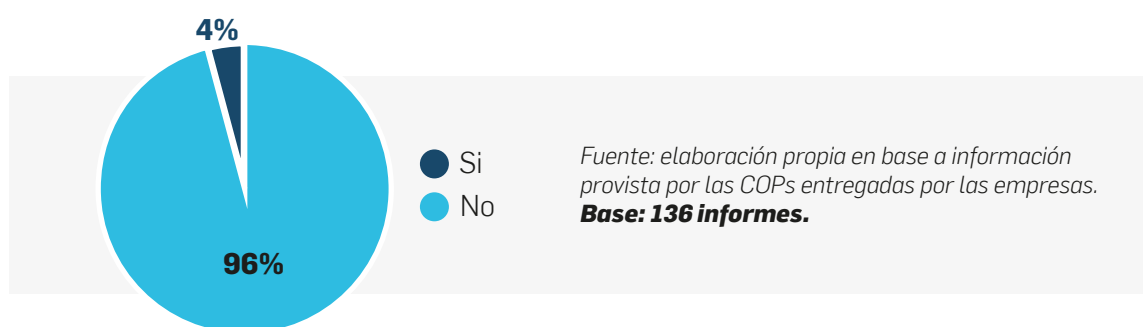 4%
96%
Si
No
Fuente: elaboración propia en base a información
provista por las COPs entregadas por las empresas.
Base: 136 informes.